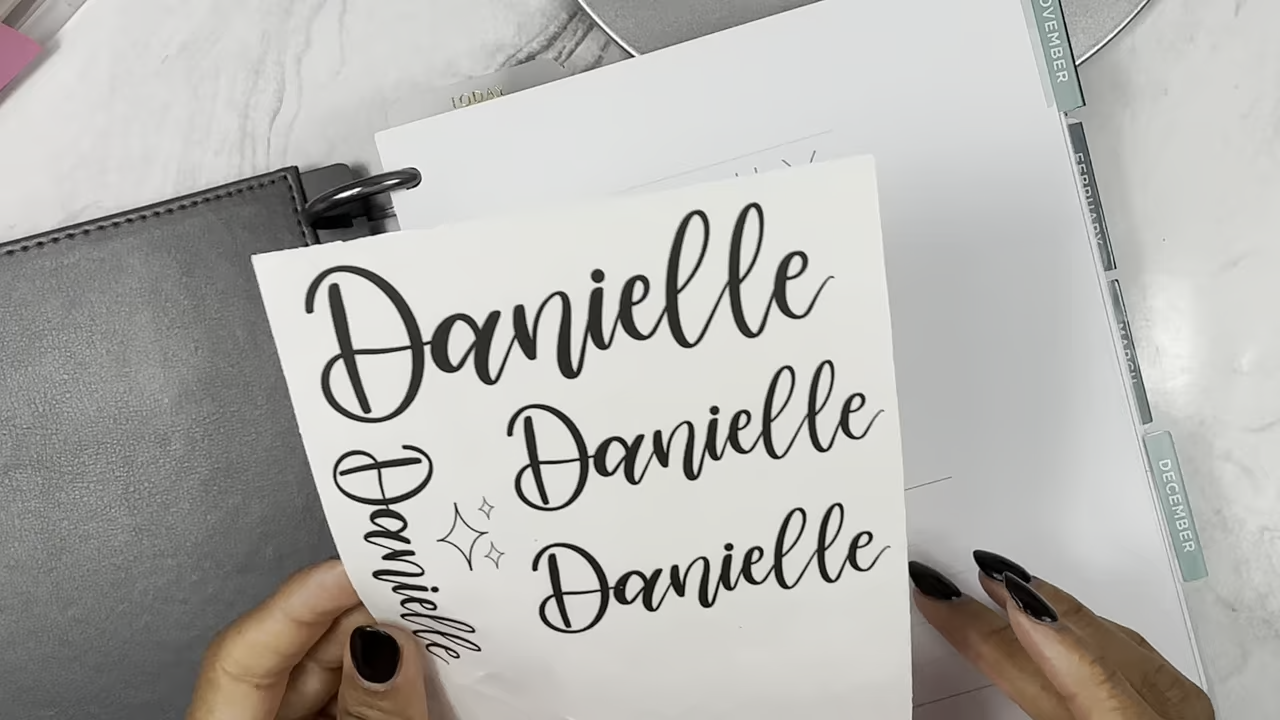 TODAY
NOVEMBER
FEBRUARY
MARCH
Danielle
Danielle
Danielle
Danielle
DECEMBER